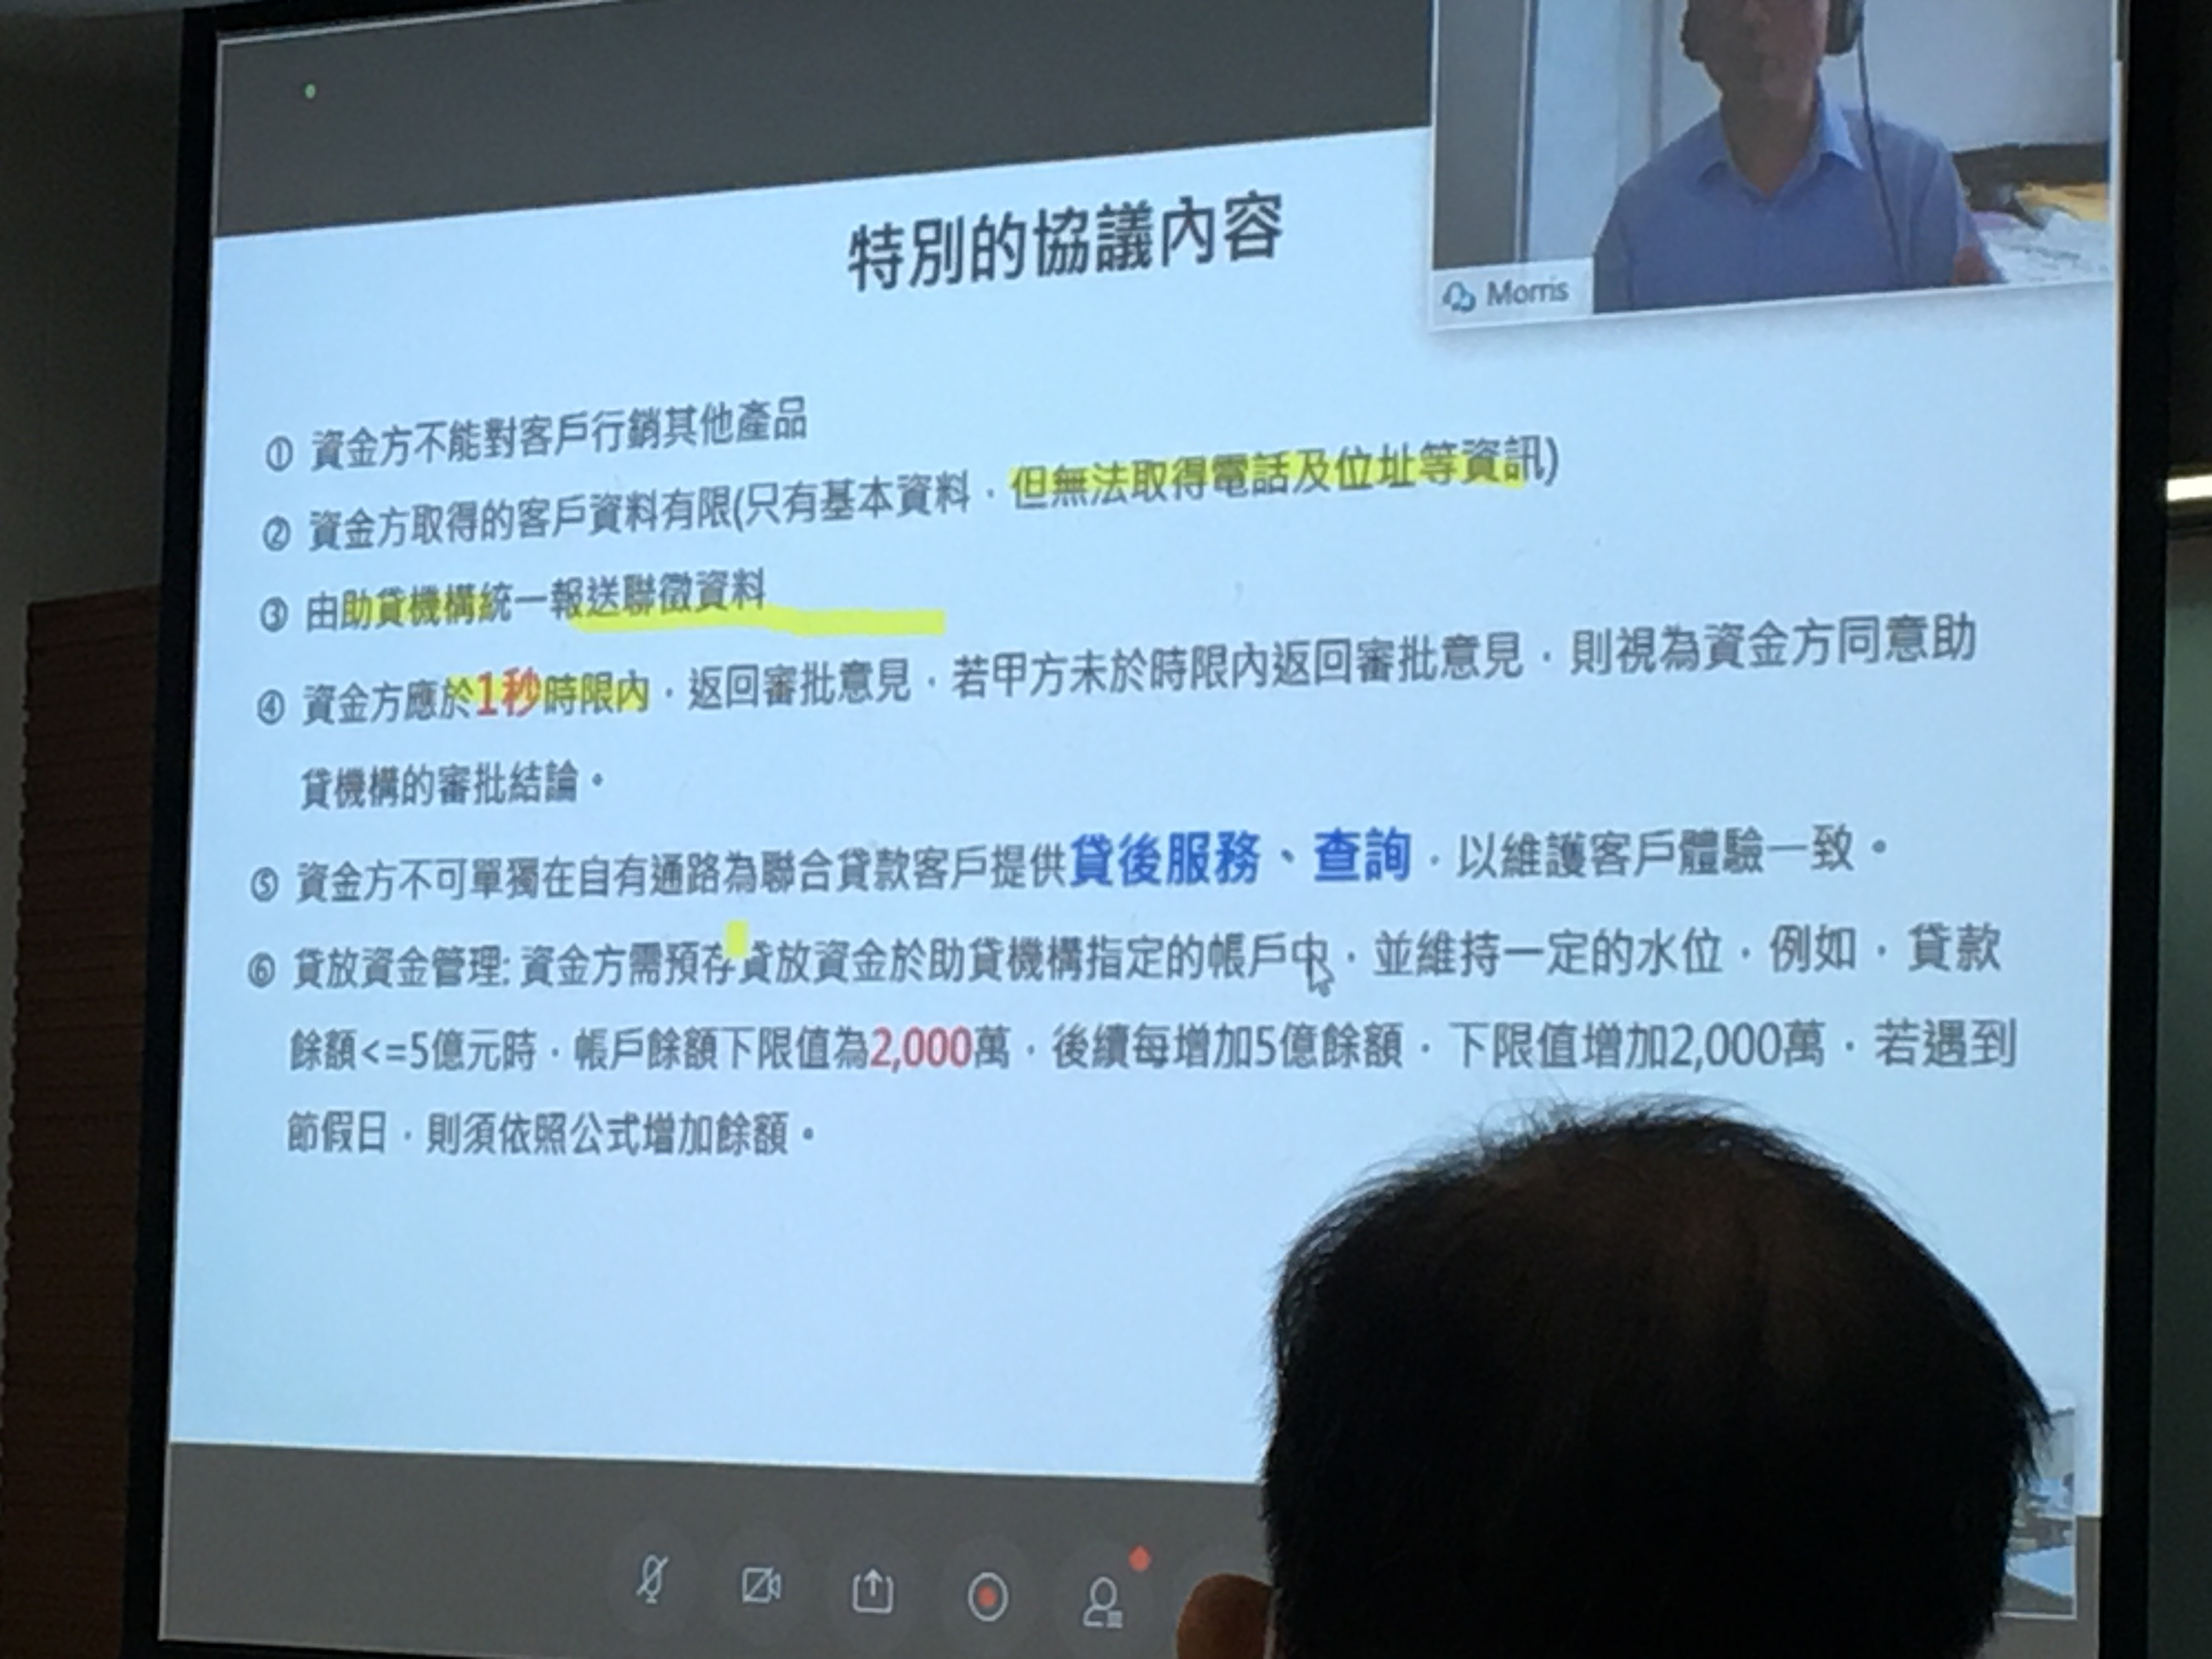 特別的協議內容
Morris
① 資金方不能對客戶行銷其他產品
② 資金方取得的客戶資料有限(只有基本資料，但無法取得電話及位址等資訊)
③ 由助貸機構統一報送聯徵資料
④ 資金方應於1秒時限內，返回審批意見，若甲方未於時限內返回審批意見，則視為資金方同意助
貸機構的審批結論。
⑤ 資金方不可單獨在自有通路為聯合貸款客戶提供貸後服務、查詢，以維護客戶體驗一致。
⑥ 貸放資金管理: 資金方需預存貸放資金於助貸機構指定的帳戶中，並維持一定的水位，例如，貸款
餘額<=5億元時，帳戶餘額下限值為2,000萬，後續每增加5億餘額，下限值增加2,000萬，若遇到
節假日，則須依照公式增加餘額。